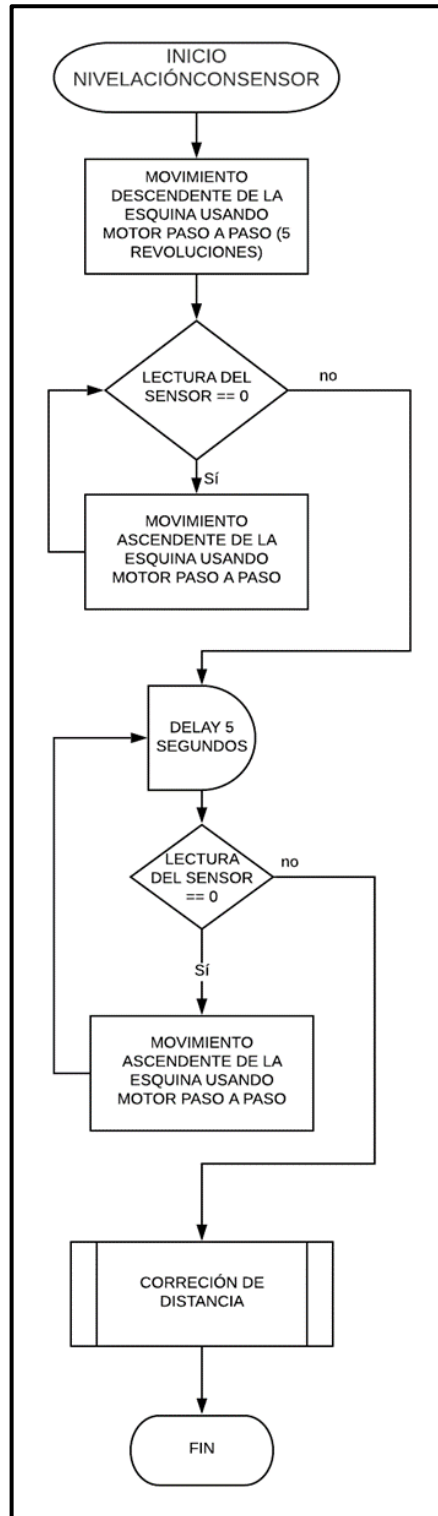 INICIO
NIVELACIÓNCONSENSOR
MOVIMIENTO
DESCENDENTE DE LA
ESQUINA USANDO
MOTOR PASO A PASO (5
REVOLUCIONES)
LECTURA DEL
SENSOR == 0
no
Sí
MOVIMIENTO
ASCENDENTE DE LA
ESQUINA USANDO
MOTOR PASO A PASO
DELAY 5
SEGUNDOS
LECTURA
DEL SENSOR
== 0
no
Sí
MOVIMIENTO
ASCENDENTE DE LA
ESQUINA USANDO
MOTOR PASO A PASO
CORRECIÓN DE
DISTANCIA
FIN